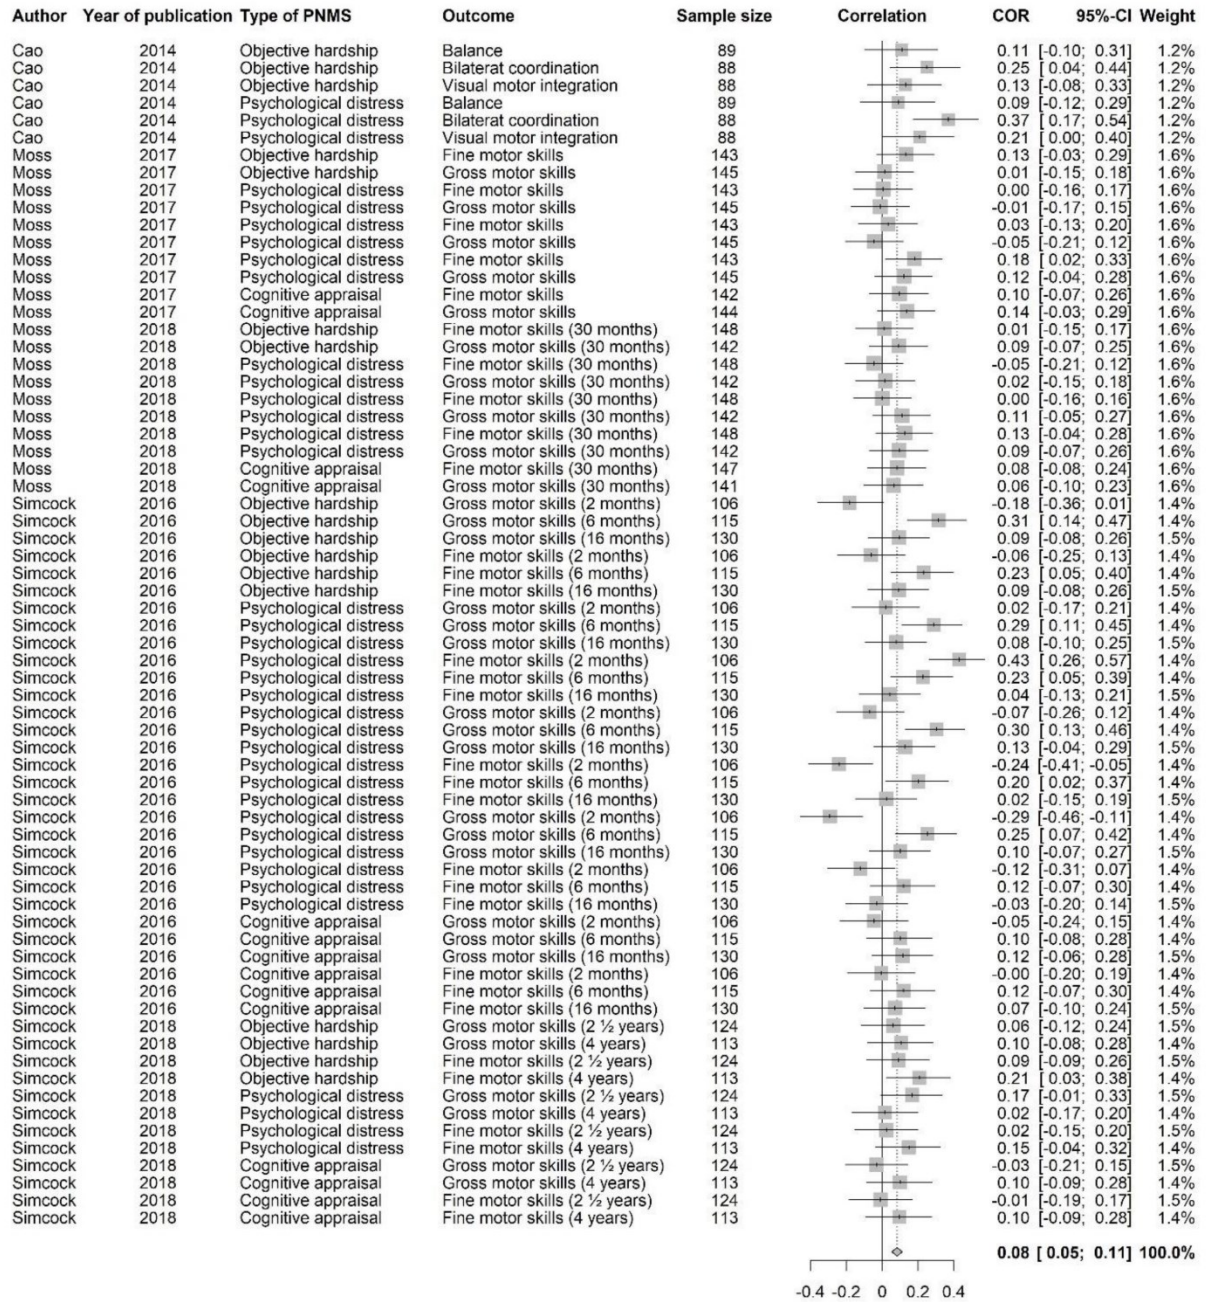 Author Year of publication Type of PNMS Outcome Sample size Correlation COR 95%-CI Weight
Cao 2014 Objective hardship Balance 89 0.11 [-0.10; 0.31] 1.2%
Cao 2014 Objective hardship Bilaterat coordination 88 0.25 [ 0.04; 0.44] 1.2%
Cao 2014 Objective hardship Visual motor integration 88 0.13 [-0.08; 0.33] 1.2%
Cao 2014 Psychological distress Balance 89 0.09 [-0.12; 0.29] 1.2%
Cao 2014 Psychological distress Bilaterat coordination 88 0.37 [ 0.17; 0.54] 1.2%
Cao 2014 Psychological distress Visual motor integration 88 0.21 [ 0.00; 0.40] 1.2%
Moss 2017 Objective hardship Fine motor skills 143 0.13 [-0.03; 0.29] 1.6%
Moss 2017 Objective hardship Gross motor skills 145 0.01 [-0.15; 0.18] 1.6%
Moss 2017 Psychological distress Fine motor skills 143 0.00 [-0.16; 0.17] 1.6%
Moss 2017 Psychological distress Gross motor skills 145 -0.01 [-0.17; 0.15] 1.6%
Moss 2017 Psychological distress Fine motor skills 143 0.03 [-0.13; 0.20] 1.6%
Moss 2017 Psychological distress Gross motor skills 145 -0.05 [-0.21; 0.12] 1.6%
Moss 2017 Psychological distress Fine motor skills 143 0.18 [ 0.02; 0.33] 1.6%
Moss 2017 Psychological distress Gross motor skills 145 0.12 [-0.04; 0.28] 1.6%
Moss 2017 Cognitive appraisal Fine motor skills 142 0.10 [-0.07; 0.26] 1.6%
Moss 2017 Cognitive appraisal Gross motor skills 144 0.14 [-0.03; 0.29] 1.6%
Moss 2018 Objective hardship Fine motor skills (30 months) 148 0.01 [-0.15; 0.17] 1.6%
Moss 2018 Objective hardship Gross motor skills (30 months) 142 0.09 [-0.07; 0.25] 1.6%
Moss 2018 Psychological distress Fine motor skills (30 months) 148 -0.05 [-0.21; 0.12] 1.6%
Moss 2018 Psychological distress Gross motor skills (30 months) 142 0.02 [-0.15; 0.18] 1.6%
Moss 2018 Psychological distress Fine motor skills (30 months) 148 0.00 [-0.16; 0.16] 1.6%
Moss 2018 Psychological distress Gross motor skills (30 months) 142 0.11 [-0.05; 0.27] 1.6%
Moss 2018 Psychological distress Fine motor skills (30 months) 148 0.13 [-0.04; 0.28] 1.6%
Moss 2018 Psychological distress Gross motor skills (30 months) 142 0.09 [-0.07; 0.26] 1.6%
Moss 2018 Cognitive appraisal Fine motor skills (30 months) 147 0.08 [-0.08; 0.24] 1.6%
Moss 2018 Cognitive appraisal Gross motor skills (30 months) 141 0.06 [-0.10; 0.23] 1.6%
Simcock 2016 Objective hardship Gross motor skills (2 months) 106 -0.18 [-0.36; 0.01] 1.4%
Simcock 2016 Objective hardship Gross motor skills (6 months) 115 0.31 [ 0.14; 0.47] 1.4%
Simcock 2016 Objective hardship Gross motor skills (16 months) 130 0.09 [-0.08; 0.26] 1.5%
Simcock 2016 Objective hardship Fine motor skills (2 months) 106 -0.06 [-0.25; 0.13] 1.4%
Simcock 2016 Objective hardship Fine motor skills (6 months) 115 0.23 [ 0.05; 0.40] 1.4%
Simcock 2016 Objective hardship Fine motor skills (16 months) 130 0.09 [-0.08; 0.26] 1.5%
Simcock 2016 Psychological distress Gross motor skills (2 months) 106 0.02 [-0.17; 0.21] 1.4%
Simcock 2016 Psychological distress Gross motor skills (6 months) 115 0.29 [ 0.11; 0.45] 1.4%
Simcock 2016 Psychological distress Gross motor skills (16 months) 130 0.08 [-0.10; 0.25] 1.5%
Simcock 2016 Psychological distress Fine motor skills (2 months) 106 0.43 [ 0.26; 0.57] 1.4%
Simcock 2016 Psychological distress Fine motor skills (6 months) 115 0.23 [ 0.05; 0.39] 1.4%
Simcock 2016 Psychological distress Fine motor skills (16 months) 130 0.04 [-0.13; 0.21] 1.5%
Simcock 2016 Psychological distress Gross motor skills (2 months) 106 -0.07 [-0.26; 0.12] 1.4%
Simcock 2016 Psychological distress Gross motor skills (6 months) 115 0.30 [ 0.13; 0.46] 1.4%
Simcock 2016 Psychological distress Gross motor skills (16 months) 130 0.13 [-0.04; 0.29] 1.5%
Simcock 2016 Psychological distress Fine motor skills (2 months) 106 -0.24 [-0.41; -0.05] 1.4%
Simcock 2016 Psychological distress Fine motor skills (6 months) 115 0.20 [ 0.02; 0.37] 1.4%
Simcock 2016 Psychological distress Fine motor skills (16 months) 130 0.02 [-0.15; 0.19] 1.5%
Simcock 2016 Psychological distress Gross motor skills (2 months) 106 -0.29 [-0.46; -0.11] 1.4%
Simcock 2016 Psychological distress Gross motor skills (6 months) 115 0.25 [ 0.07; 0.42] 1.4%
Simcock 2016 Psychological distress Gross motor skills (16 months) 130 0.10 [-0.07; 0.27] 1.5%
Simcock 2016 Psychological distress Fine motor skills (2 months) 106 -0.12 [-0.31; 0.07] 1.4%
Simcock 2016 Psychological distress Fine motor skills (6 months) 115 0.12 [-0.07; 0.30] 1.4%
Simcock 2016 Psychological distress Fine motor skills (16 months) 130 -0.03 [-0.20; 0.14] 1.5%
Simcock 2016 Cognitive appraisal Gross motor skills (2 months) 106 -0.05 [-0.24; 0.15] 1.4%
Simcock 2016 Cognitive appraisal Gross motor skills (6 months) 115 0.10 [-0.08; 0.28] 1.4%
Simcock 2016 Cognitive appraisal Gross motor skills (16 months) 130 0.12 [-0.06; 0.28] 1.5%
Simcock 2016 Cognitive appraisal Fine motor skills (2 months) 106 -0.00 [-0.20; 0.19] 1.4%
Simcock 2016 Cognitive appraisal Fine motor skills (6 months) 115 0.12 [-0.07; 0.30] 1.4%
Simcock 2016 Cognitive appraisal Fine motor skills (16 months) 130 0.07 [-0.10; 0.24] 1.5%
Simcock 2018 Objective hardship Gross motor skills (2 ½ years) 124 0.06 [-0.12; 0.24] 1.5%
Simcock 2018 Objective hardship Gross motor skills (4 years) 113 0.10 [-0.08; 0.28] 1.4%
Simcock 2018 Objective hardship Fine motor skills (2 ½ years) 124 0.09 [-0.09; 0.26] 1.5%
Simcock 2018 Objective hardship Fine motor skills (4 years) 113 0.21 [ 0.03; 0.38] 1.4%
Simcock 2018 Psychological distress Gross motor skills (2 ½ years) 124 0.17 [-0.01; 0.33] 1.5%
Simcock 2018 Psychological distress Gross motor skills (4 years) 113 0.02 [-0.17; 0.20] 1.4%
Simcock 2018 Psychological distress Fine motor skills (2 ½ years) 124 0.02 [-0.15; 0.20] 1.5%
Simcock 2018 Psychological distress Fine motor skills (4 years) 113 0.15 [-0.04; 0.32] 1.4%
Simcock 2018 Cognitive appraisal Gross motor skills (2 ½ years) 124 -0.03 [-0.21; 0.15] 1.5%
Simcock 2018 Cognitive appraisal Gross motor skills (4 years) 113 0.10 [-0.09; 0.28] 1.4%
Simcock 2018 Cognitive appraisal Fine motor skills (2 ½ years) 124 -0.01 [-0.19; 0.17] 1.5%
Simcock 2018 Cognitive appraisal Fine motor skills (4 years) 113 0.10 [-0.09; 0.28] 1.4%
0.08 [ 0.05; 0.11] 100.0%
-0.4 -0.2 0 0.2 0.4